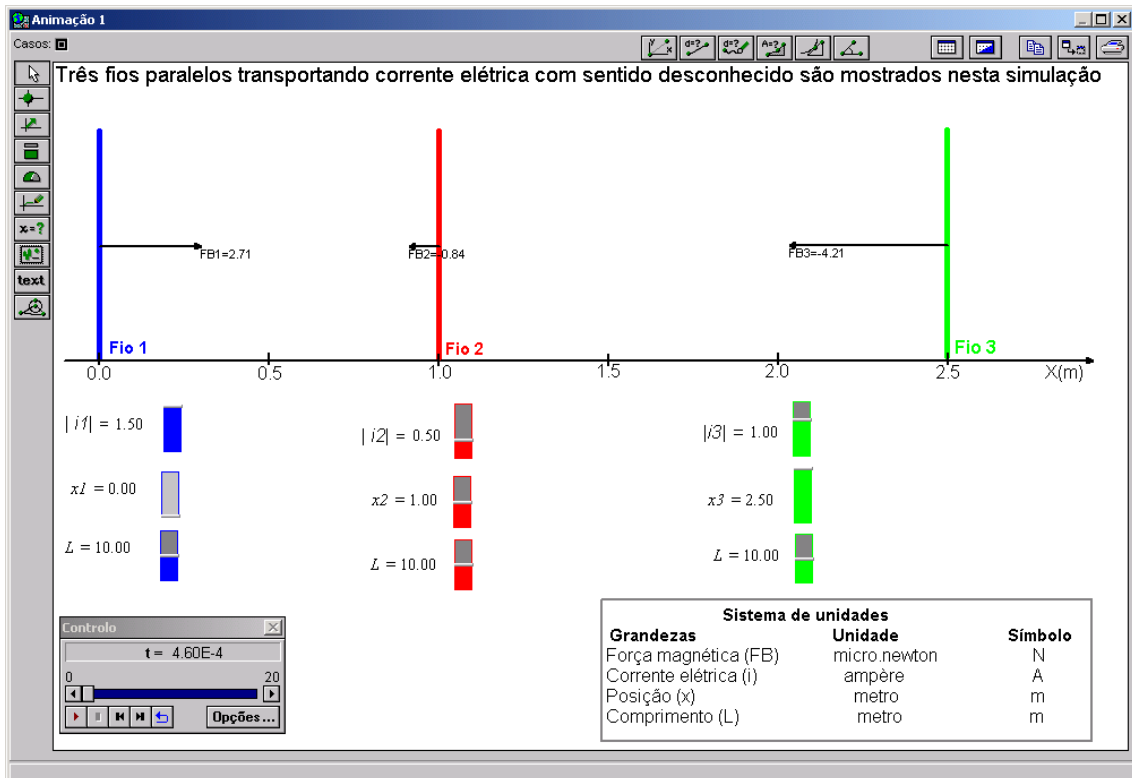 Animação 1
Casos:
Três fios paralelos transportando corrente elétrica com sentido desconhecido são mostrados nesta simulação
x=?
text
FB1=2.71
FB2=-0.84
FB3=-4.21
Fio 1
Fio 2
Fio 3
0.0 0.5 1.0 1.5 2.0 2.5 X(m)
|i1| = 1.50
|i2| = 0.50
|i3| = 1.00
x1 = 0.00
x2 = 1.00
x3 = 2.50
L = 10.00
L = 10.00
L = 10.00
Controlo
t = 4.60E-4
0 20
Opções...
Sistema de unidades
Grandezas Unidade Símbolo
Força magnética (FB) micro.newton N
Corrente elétrica (i) ampère A
Posição (x) metro m
Comprimento (L) metro m